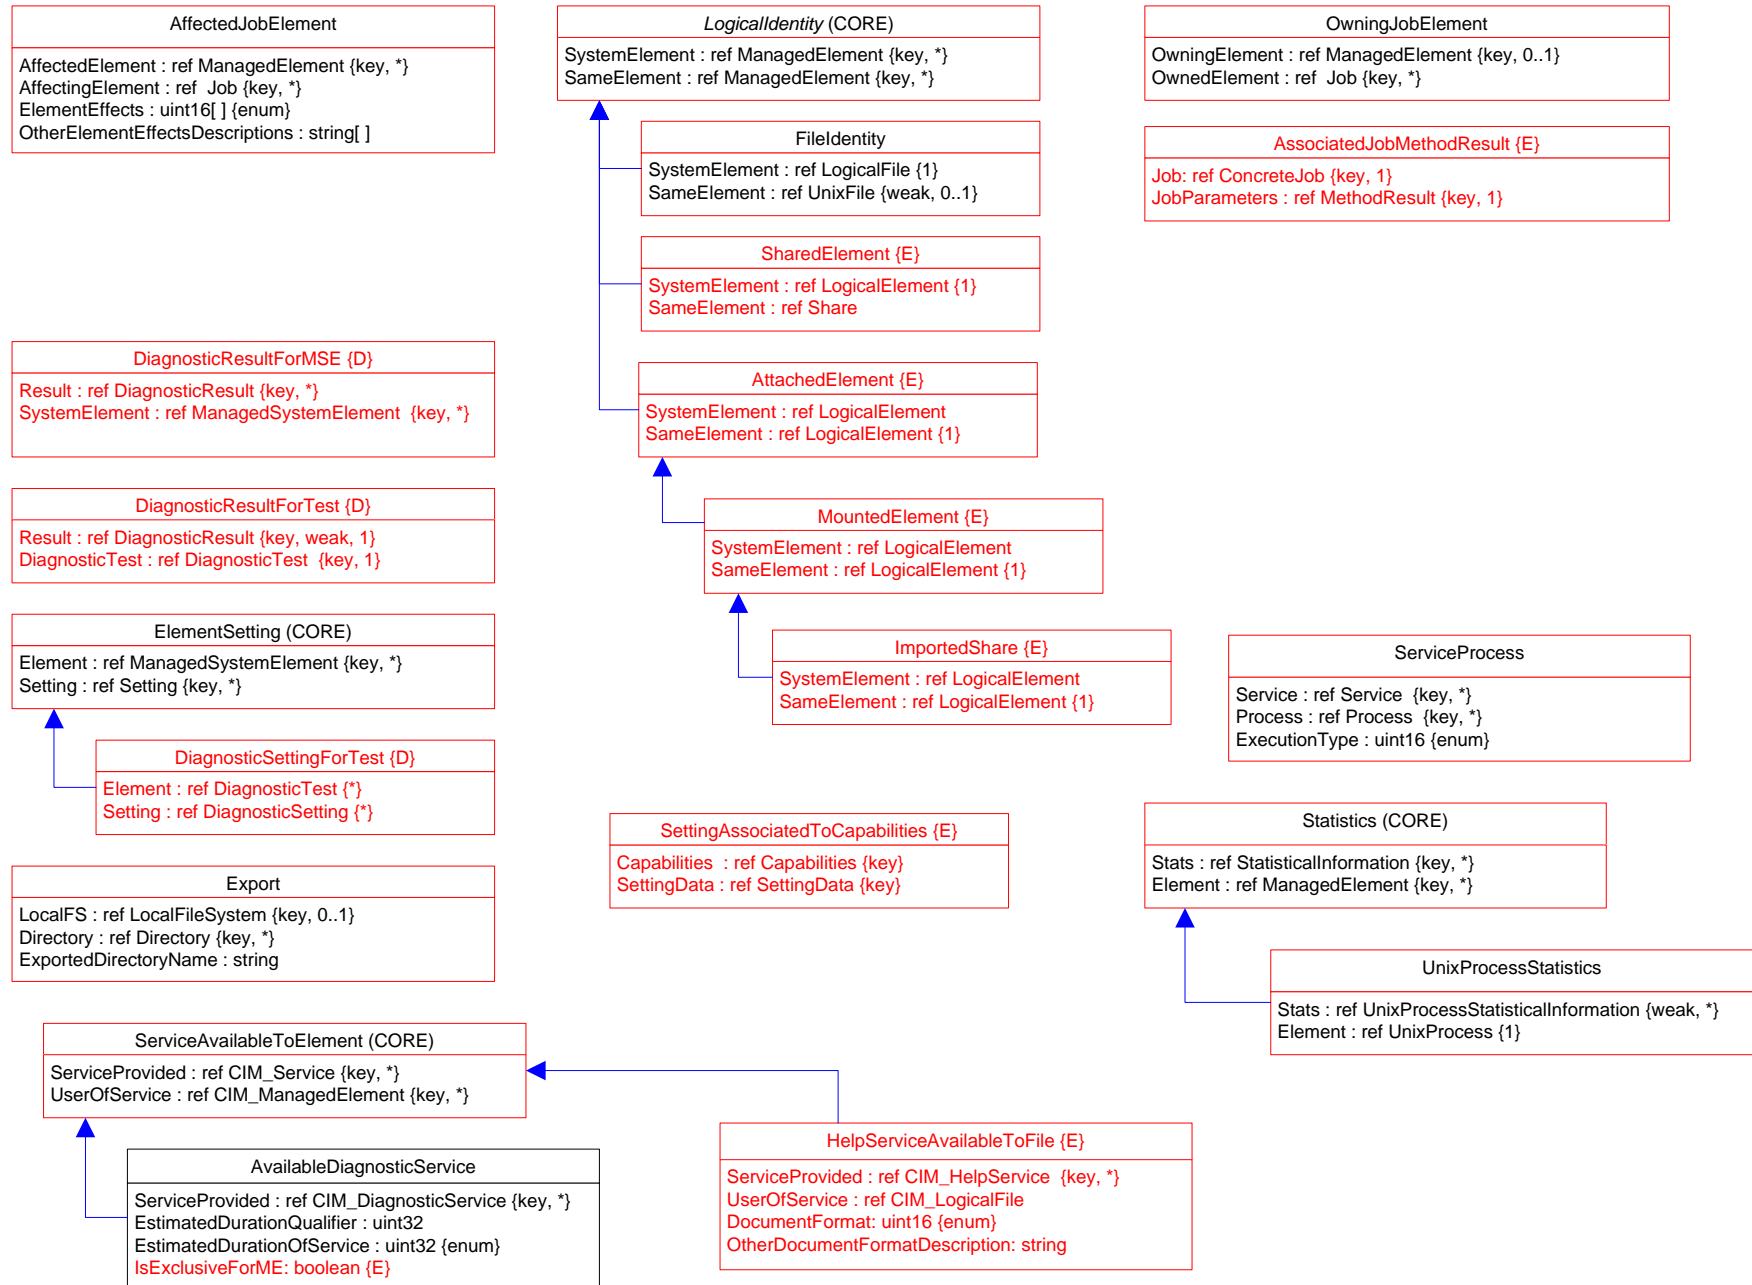 AffectedJobElement
AffectedElement : ref ManagedElement {key, *}
AffectingElement : ref  Job {key, *}
ElementEffects : uint16[ ] {enum}
OtherElementEffectsDescriptions : string[ ]
LogicalIdentity (CORE)
SystemElement : ref ManagedElement {key, *}
SameElement : ref ManagedElement {key, *}
OwningJobElement
OwningElement : ref ManagedElement {key, 0..1}
OwnedElement : ref  Job {key, *}
FileIdentity
SystemElement : ref LogicalFile {1}
SameElement : ref UnixFile {weak, 0..1}
AssociatedJobMethodResult {E}
Job: ref ConcreteJob {key, 1}
JobParameters : ref MethodResult {key, 1}
SharedElement {E}
SystemElement : ref LogicalElement {1}
SameElement : ref Share
DiagnosticResultForMSE {D}
Result : ref DiagnosticResult {key, *}
SystemElement : ref ManagedSystemElement  {key, *}
AttachedElement {E}
SystemElement : ref LogicalElement
SameElement : ref LogicalElement {1}
DiagnosticResultForTest {D}
Result : ref DiagnosticResult {key, weak, 1}
DiagnosticTest : ref DiagnosticTest  {key, 1}
MountedElement {E}
SystemElement : ref LogicalElement
SameElement : ref LogicalElement {1}
ElementSetting (CORE)
Element : ref ManagedSystemElement {key, *}
Setting : ref Setting {key, *}
ImportedShare {E}
SystemElement : ref LogicalElement
SameElement : ref LogicalElement {1}
ServiceProcess
Service : ref Service  {key, *}
Process : ref Process  {key, *}
ExecutionType : uint16 {enum}
DiagnosticSettingForTest {D}
Element : ref DiagnosticTest {*}
Setting : ref DiagnosticSetting {*}
SettingAssociatedToCapabilities {E}
Capabilities  : ref Capabilities {key}
SettingData : ref SettingData {key}
Statistics (CORE)
Stats : ref StatisticalInformation {key, *}
Element : ref ManagedElement {key, *}
Export
LocalFS : ref LocalFileSystem {key, 0..1}
Directory : ref Directory {key, *}
ExportedDirectoryName : string
UnixProcessStatistics
Stats : ref UnixProcessStatisticalInformation {weak, *}
Element : ref UnixProcess {1}
ServiceAvailableToElement (CORE)
ServiceProvided : ref CIM_Service {key, *}
UserOfService : ref CIM_ManagedElement {key, *}
HelpServiceAvailableToFile {E}
ServiceProvided : ref CIM_HelpService  {key, *}
UserOfService : ref CIM_LogicalFile
DocumentFormat: uint16 {enum}
OtherDocumentFormatDescription: string
AvailableDiagnosticService
ServiceProvided : ref CIM_DiagnosticService {key, *}
EstimatedDurationQualifier : uint32
EstimatedDurationOfService : uint32 {enum}
IsExclusiveForME: boolean {E}